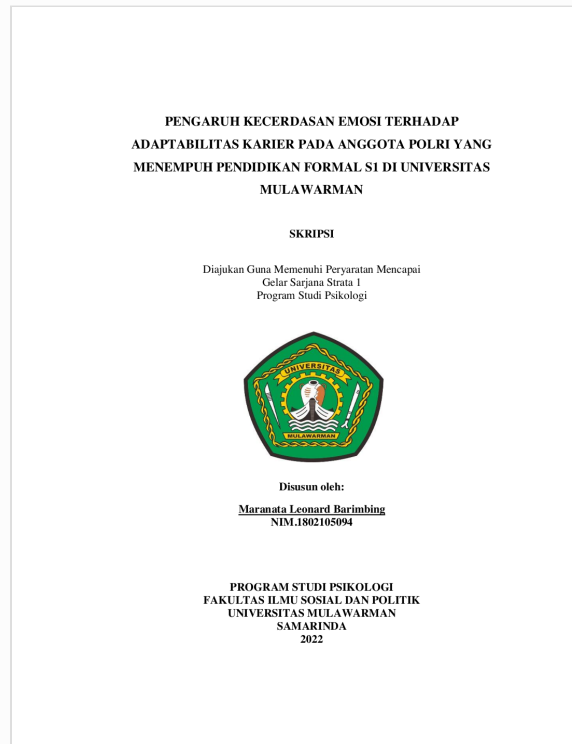 PENGARUH KECERDASAN EMOSI TERHADAP
ADAPTABILITAS KARIER PADA ANGGOTA POLRI YANG
MENEMPUH PENDIDIKAN FORMAL S1 DI UNIVERSITAS
MULAWARMAN
SKRIPSI
Diajukan Guna Memenuhi Peryaratan Mencapai
Gelar Sarjana Strata 1
Program Studi Psikologi
UNIVERSITAS
MULAWARMAN
Disusun oleh:
Maranata Leonard Barimbing
NIM.1802105094
PROGRAM STUDI PSIKOLOGI
FAKULTAS ILMU SOSIAL DAN POLITIK
UNIVERSITAS MULAWARMAN
SAMARINDA
2022